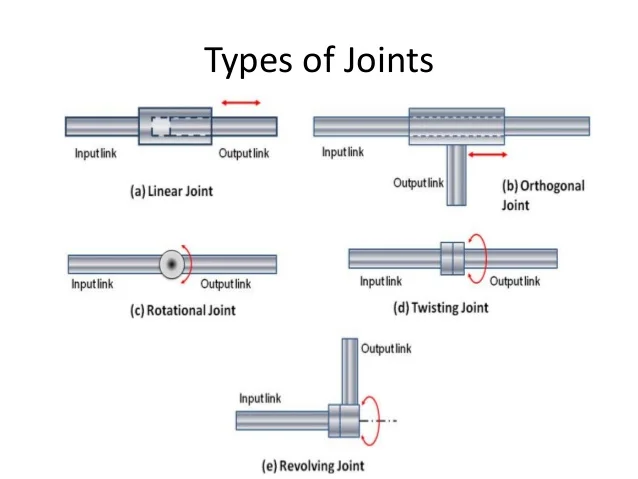 Types of Joints
Input link
Output link
(a) Linear Joint
Input link
Output link
(b) Orthogonal
Joint
Input link
Output link
(c) Rotational Joint
Input link
Output link
(d) Twisting Joint
Output link
Input link
(e) Revolving Joint